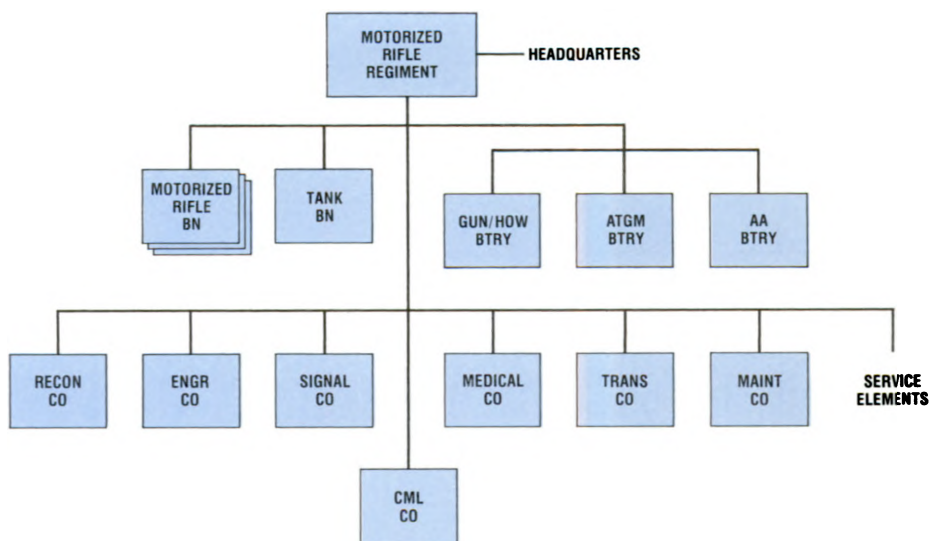 MOTORIZED
RIFLE
REGIMENT
HEADQUARTERS
MOTORIZED
RIFLE
BN
TANK
BN
GUN/HOW
BTRY
ATGM
BTRY
AA
BTRY
RECON
CO
ENGR
CO
SIGNAL
CO
MEDICAL
CO
TRANS
CO
MAINT
CO
SERVICE
ELEMENTS
CML
CO